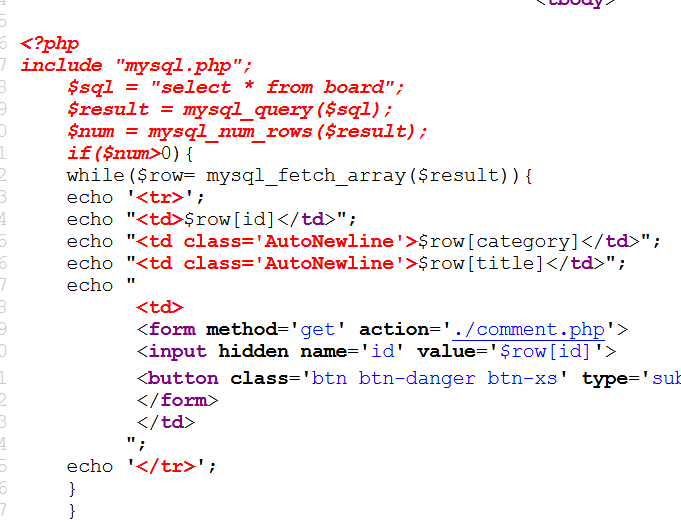 <tbody>
5
6 <?php
7 include "mysql.php";
8 $sql = "select * from board";
9 $result = mysql_query($sql);
0 $num = mysql_num_rows($result);
1 if($num>0){
2 while($row= mysql_fetch_array($result)){
3 echo '<tr>';
4 echo "<td>$row[id]</td>";
5 echo "<td class='AutoNewline'>$row[category]</td>";
6 echo "<td class='AutoNewline'>$row[title]</td>";
7 echo "
8 <td>
9 <form method='get' action='./comment.php'>
0 <input hidden name='id' value='$row[id]'>
1 <button class='btn btn-danger btn-xs' type='sub
2 </form>
3 </td>
4 ";
5 echo '</tr>';
6 }
7 }